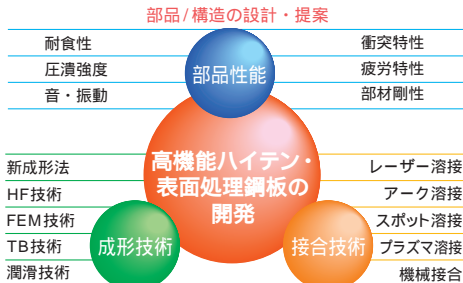 部品/構造の設計・提案
耐食性
圧潰強度
音・振動
部品性能
衝突特性
疲労特性
部材剛性
高機能ハイテン・
表面処理鋼板の
開発
新成形法
HF技術
FEM技術
TB技術
潤滑技術
成形技術
接合技術
レーザー溶接
アーク溶接
スポット溶接
プラズマ溶接
機械接合